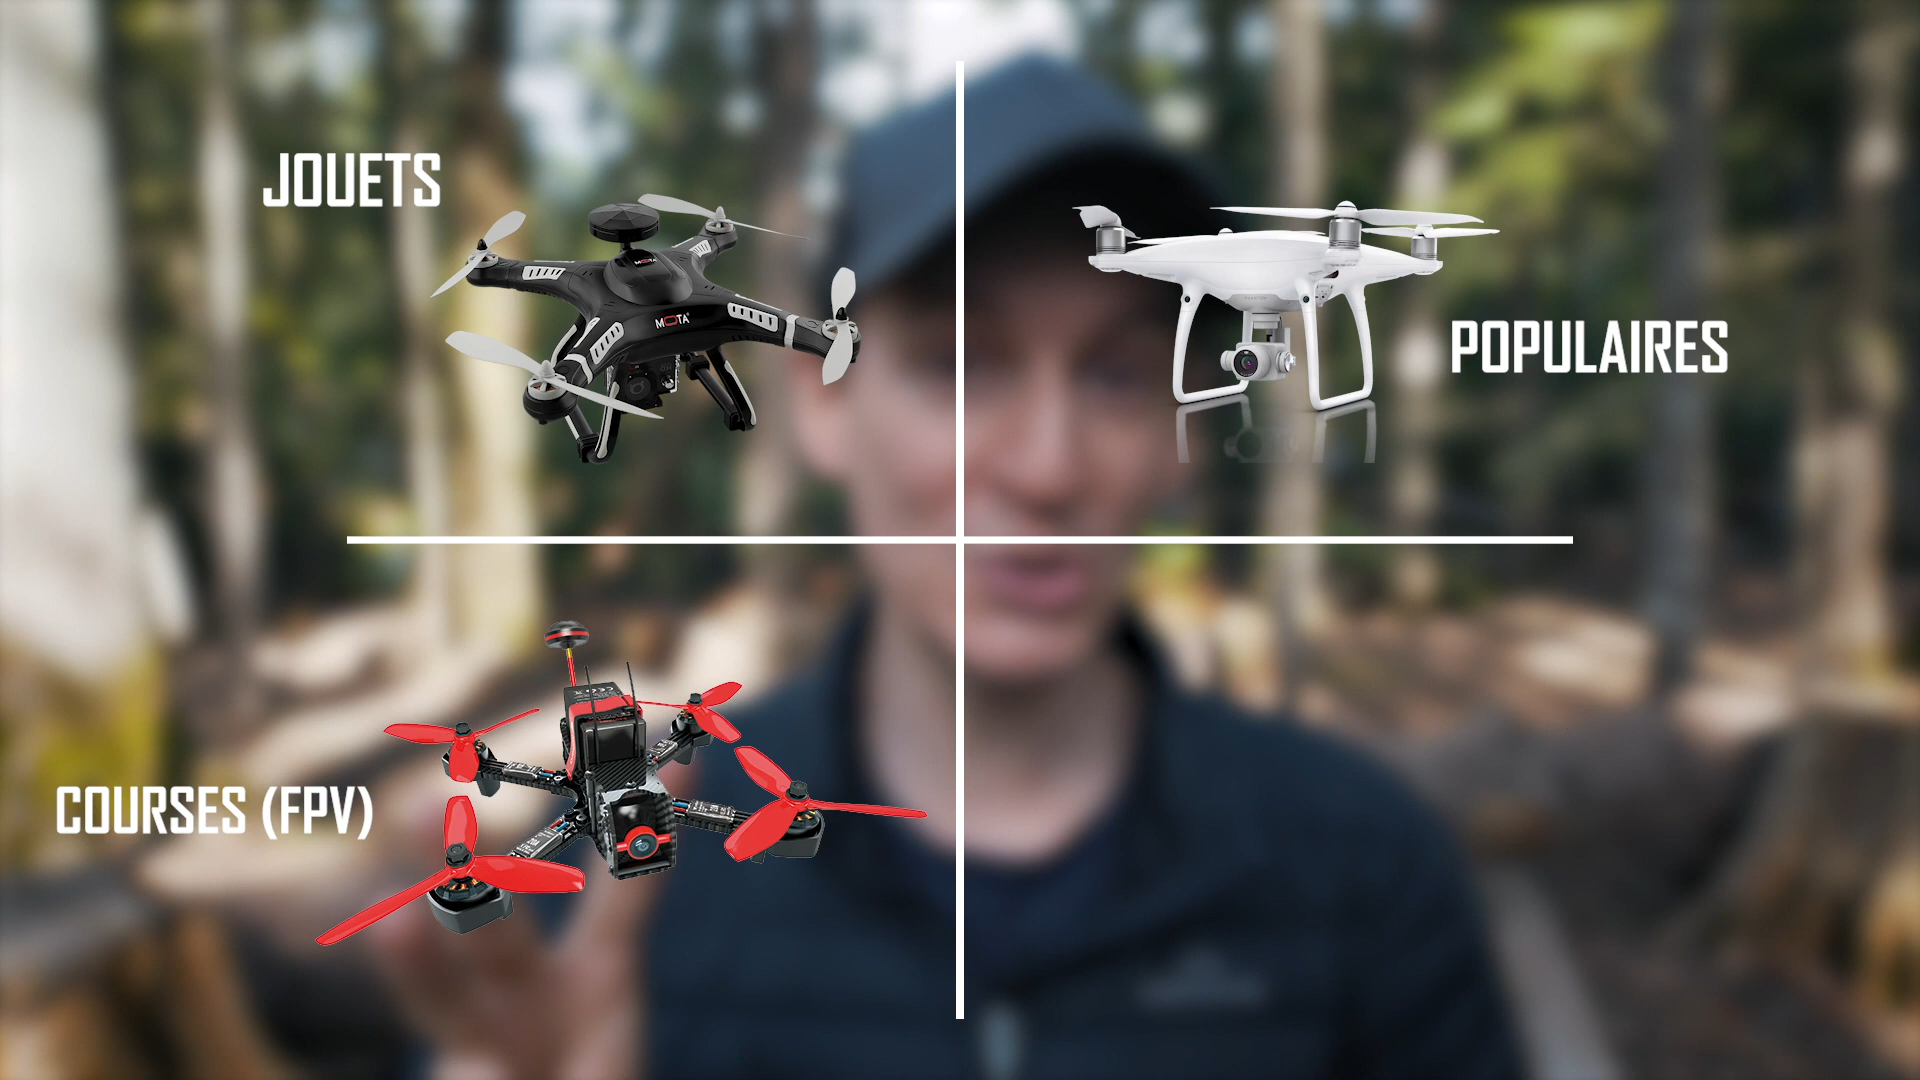 JOUETS
MOTA
MOTA
POPULAIRES
COURSES (FPV)